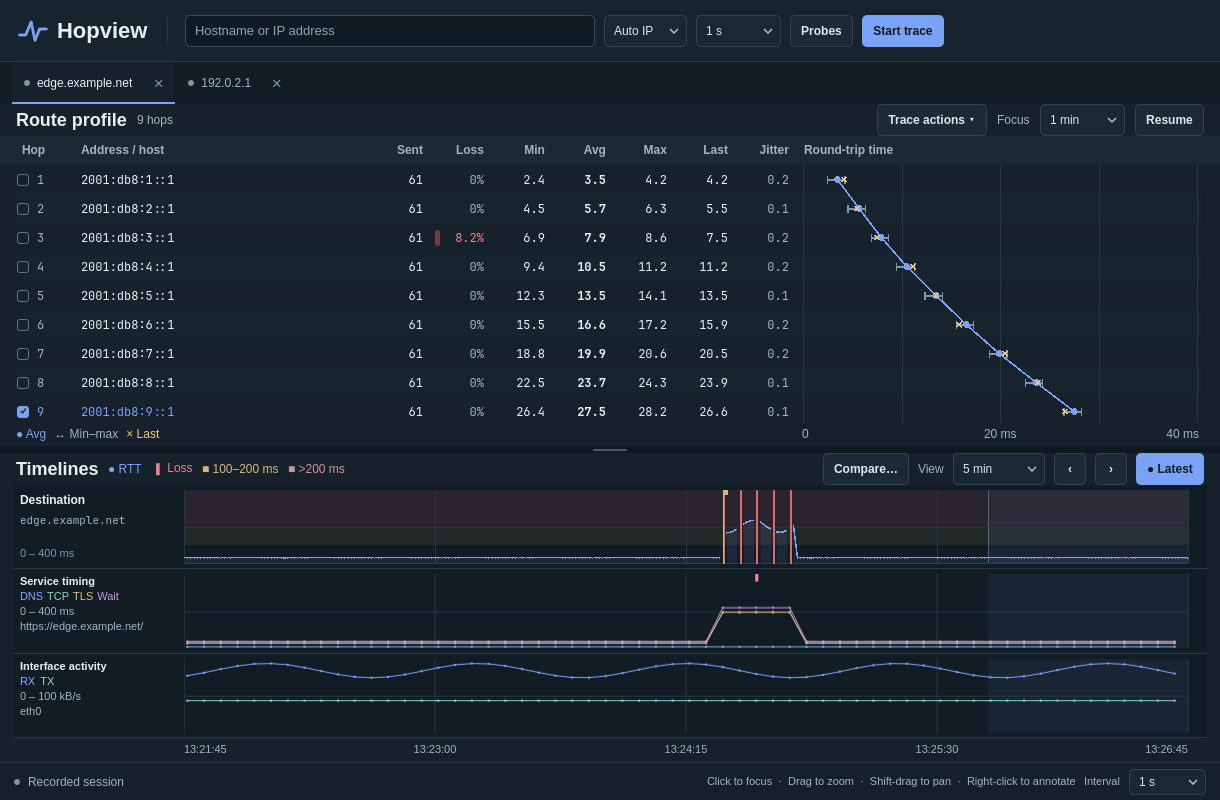 Hopview
Hostname or IP address
Auto IP
1 s
Probes
Start trace
edge.example.net ×
192.0.2.1 ×
Route profile 9 hops
Trace actions
Focus
1 min
Resume
Hop Address / host Sent Loss Min Avg Max Last Jitter Round-trip time
1 2001:db8:1::1 61 0% 2.4 3.5 4.2 4.2 0.2
2 2001:db8:2::1 61 0% 4.5 5.7 6.3 5.5 0.1
3 2001:db8:3::1 61 8.2% 6.9 7.9 8.6 7.5 0.2
4 2001:db8:4::1 61 0% 9.4 10.5 11.2 11.2 0.2
5 2001:db8:5::1 61 0% 12.3 13.5 14.1 13.5 0.1
6 2001:db8:6::1 61 0% 15.5 16.6 17.2 15.9 0.2
7 2001:db8:7::1 61 0% 18.8 19.9 20.6 20.5 0.2
8 2001:db8:8::1 61 0% 22.5 23.7 24.3 23.9 0.1
9 2001:db8:9::1 61 0% 26.4 27.5 28.2 26.6 0.1
● Avg ↔ Min–max × Last
0 20 ms 40 ms
Timelines ● RTT ▌ Loss ■ 100–200 ms ■ >200 ms
Compare…
View
5 min
‹
›
● Latest
Destination
edge.example.net
0 – 400 ms
Service timing
DNS TCP TLS Wait
0 – 400 ms
https://edge.example.net/
Interface activity
RX TX
0 – 100 kB/s
eth0
13:21:45 13:23:00 13:24:15 13:25:30 13:26:45
● Recorded session
Click to focus · Drag to zoom · Shift-drag to pan · Right-click to annotate
Interval
1 s